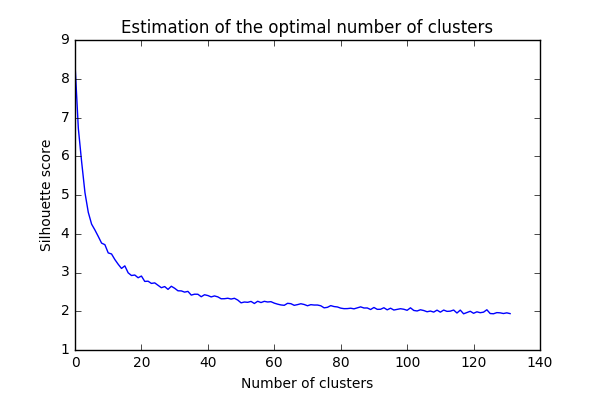 Estimation of the optimal number of clusters
9
8
7
6
5
4
3
2
1
Silhouette score
0 20 40 60 80 100 120 140
Number of clusters